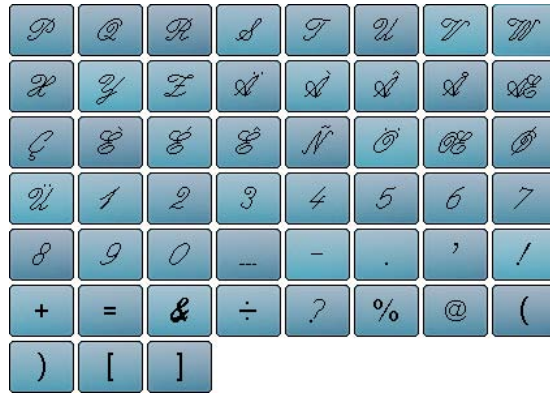 P Q R S T U V W
X Y Z Ä À Â Å Æ
Ç È É Ê Ñ Ö Œ Ø
Ü 1 2 3 4 5 6 7
8 9 0 _ - . ’ !
+ = & ÷ ? % @ (
) [ ]